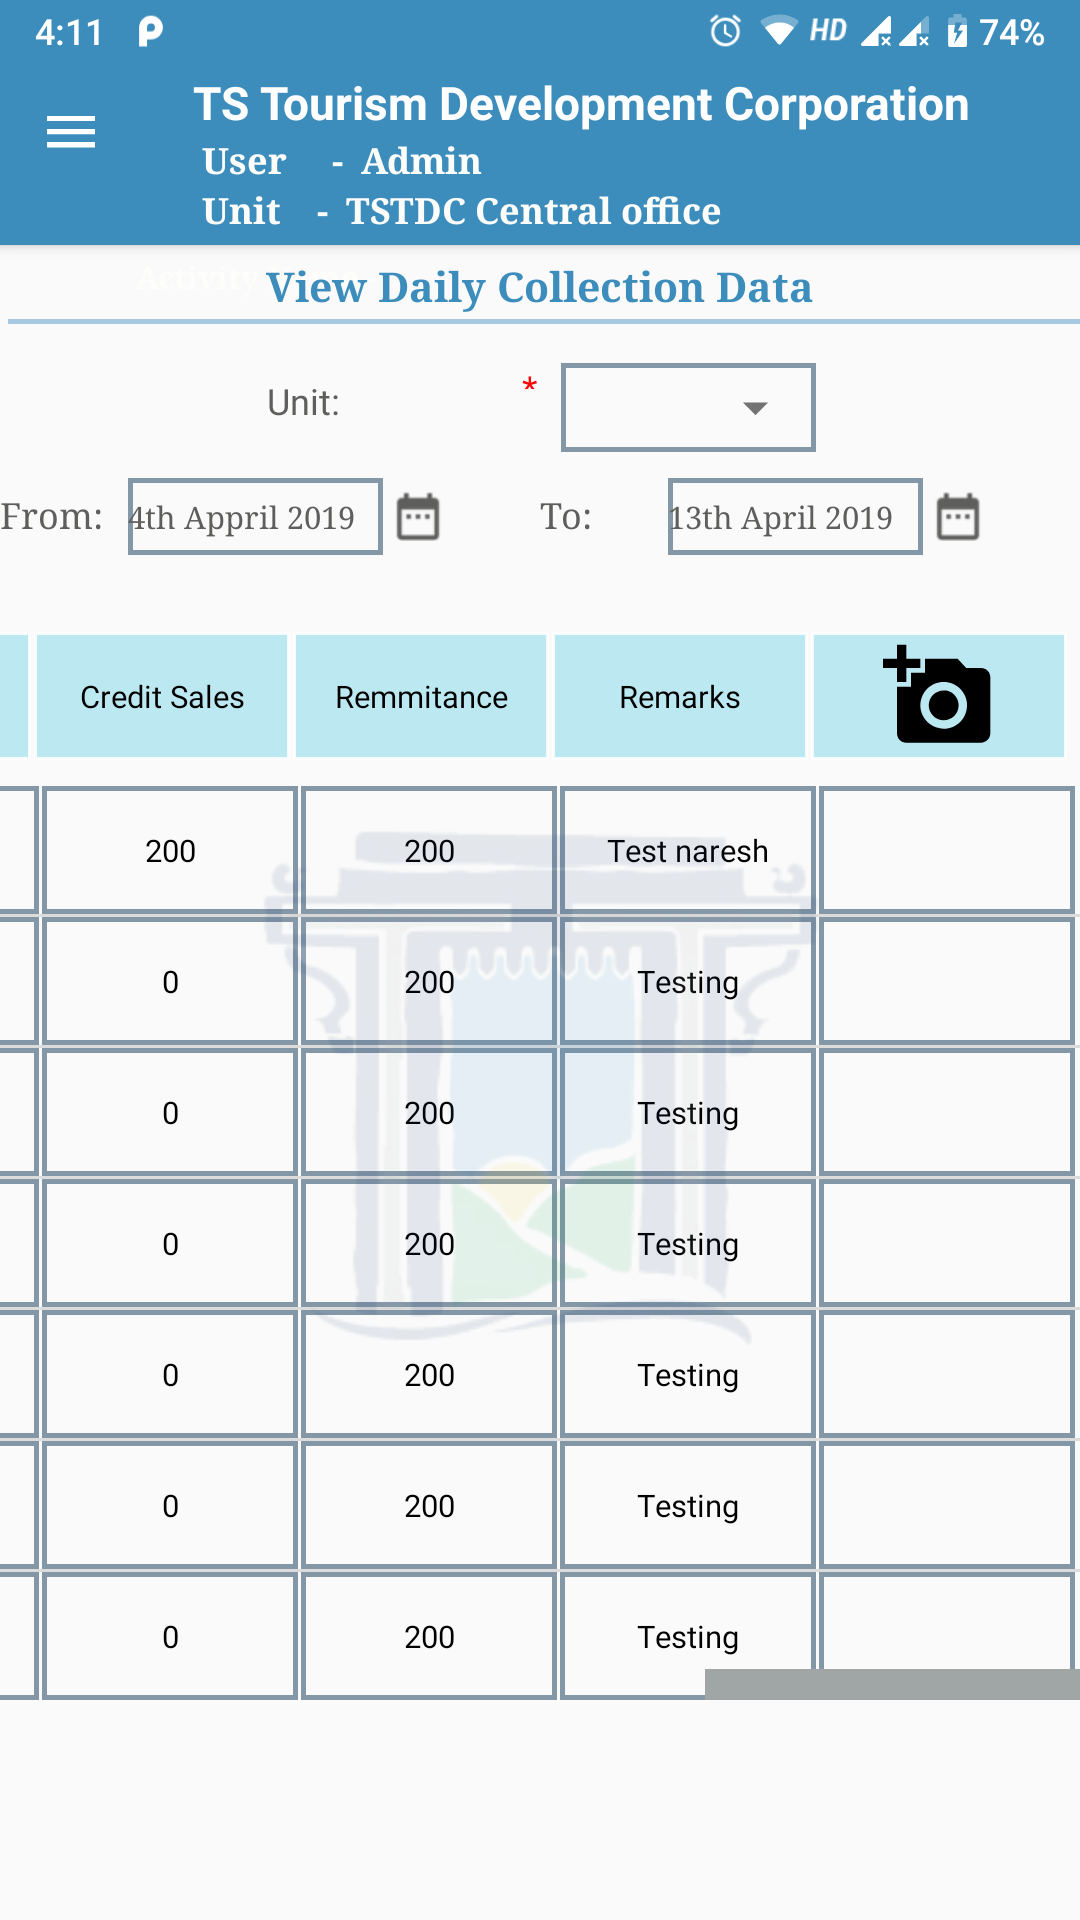 4:11 HD 74%
TS Tourism Development Corporation
User - Admin
Unit - TSTDC Central office
Activity
View Daily Collection Data
Unit: *
From: 4th Appril 2019 To: 13th April 2019
Credit Sales Remmitance Remarks
200 200 Test naresh
0 200 Testing
0 200 Testing
0 200 Testing
0 200 Testing
0 200 Testing
0 200 Testing